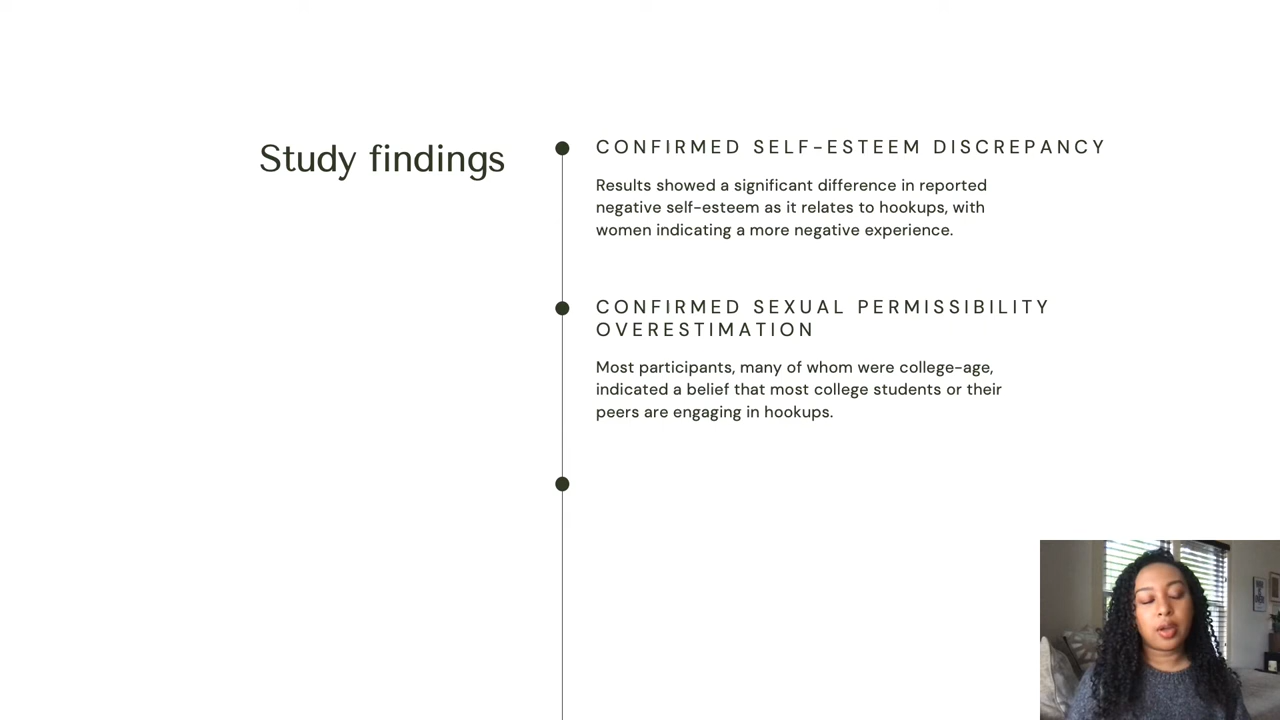 Study findings
CONFIRMED SELF-ESTEEM DISCREPANCY
Results showed a significant difference in reported
negative self-esteem as it relates to hookups, with
women indicating a more negative experience.
CONFIRMED SEXUAL PERMISSIBILITY
OVERESTIMATION
Most participants, many of whom were college-age,
indicated a belief that most college students or their
peers are engaging in hookups.